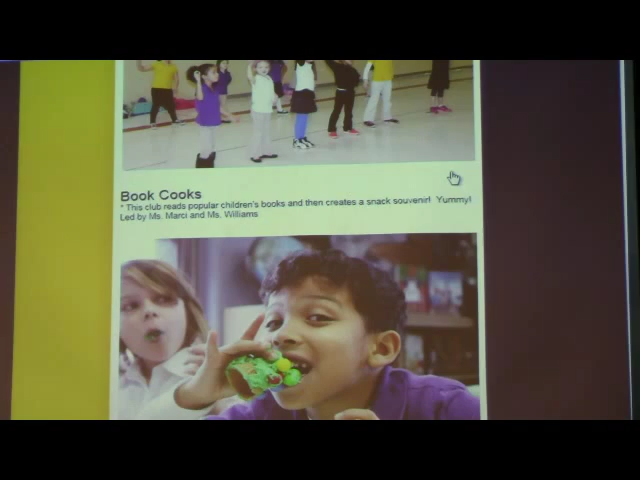 Book Cooks
* This club reads popular children's books and then creates a snack souvenir! Yummy!
Led by Ms. Marci and Ms. Williams